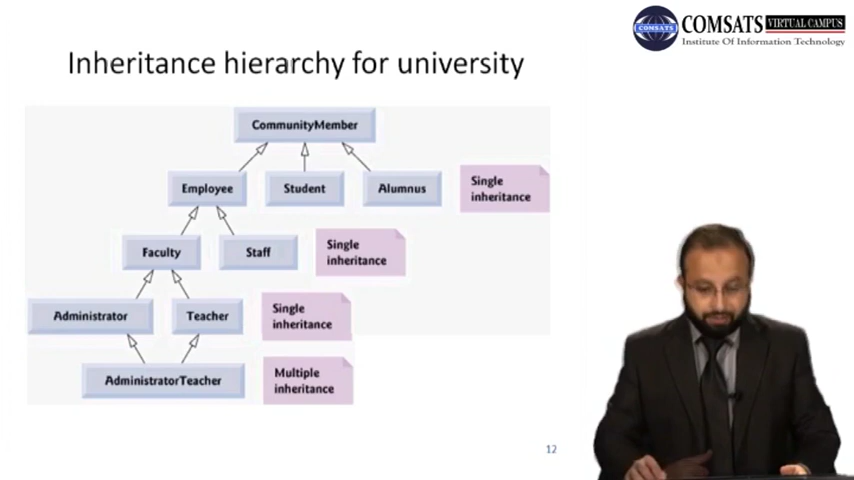 COMSATS VIRTUAL CAMPUS
COMSATS
Institute Of Information Technology
Inheritance hierarchy for university
CommunityMember
Employee
Student
Alumnus
Single
inheritance
Faculty
Staff
Single
inheritance
Administrator
Teacher
Single
inheritance
AdministratorTeacher
Multiple
inheritance
12